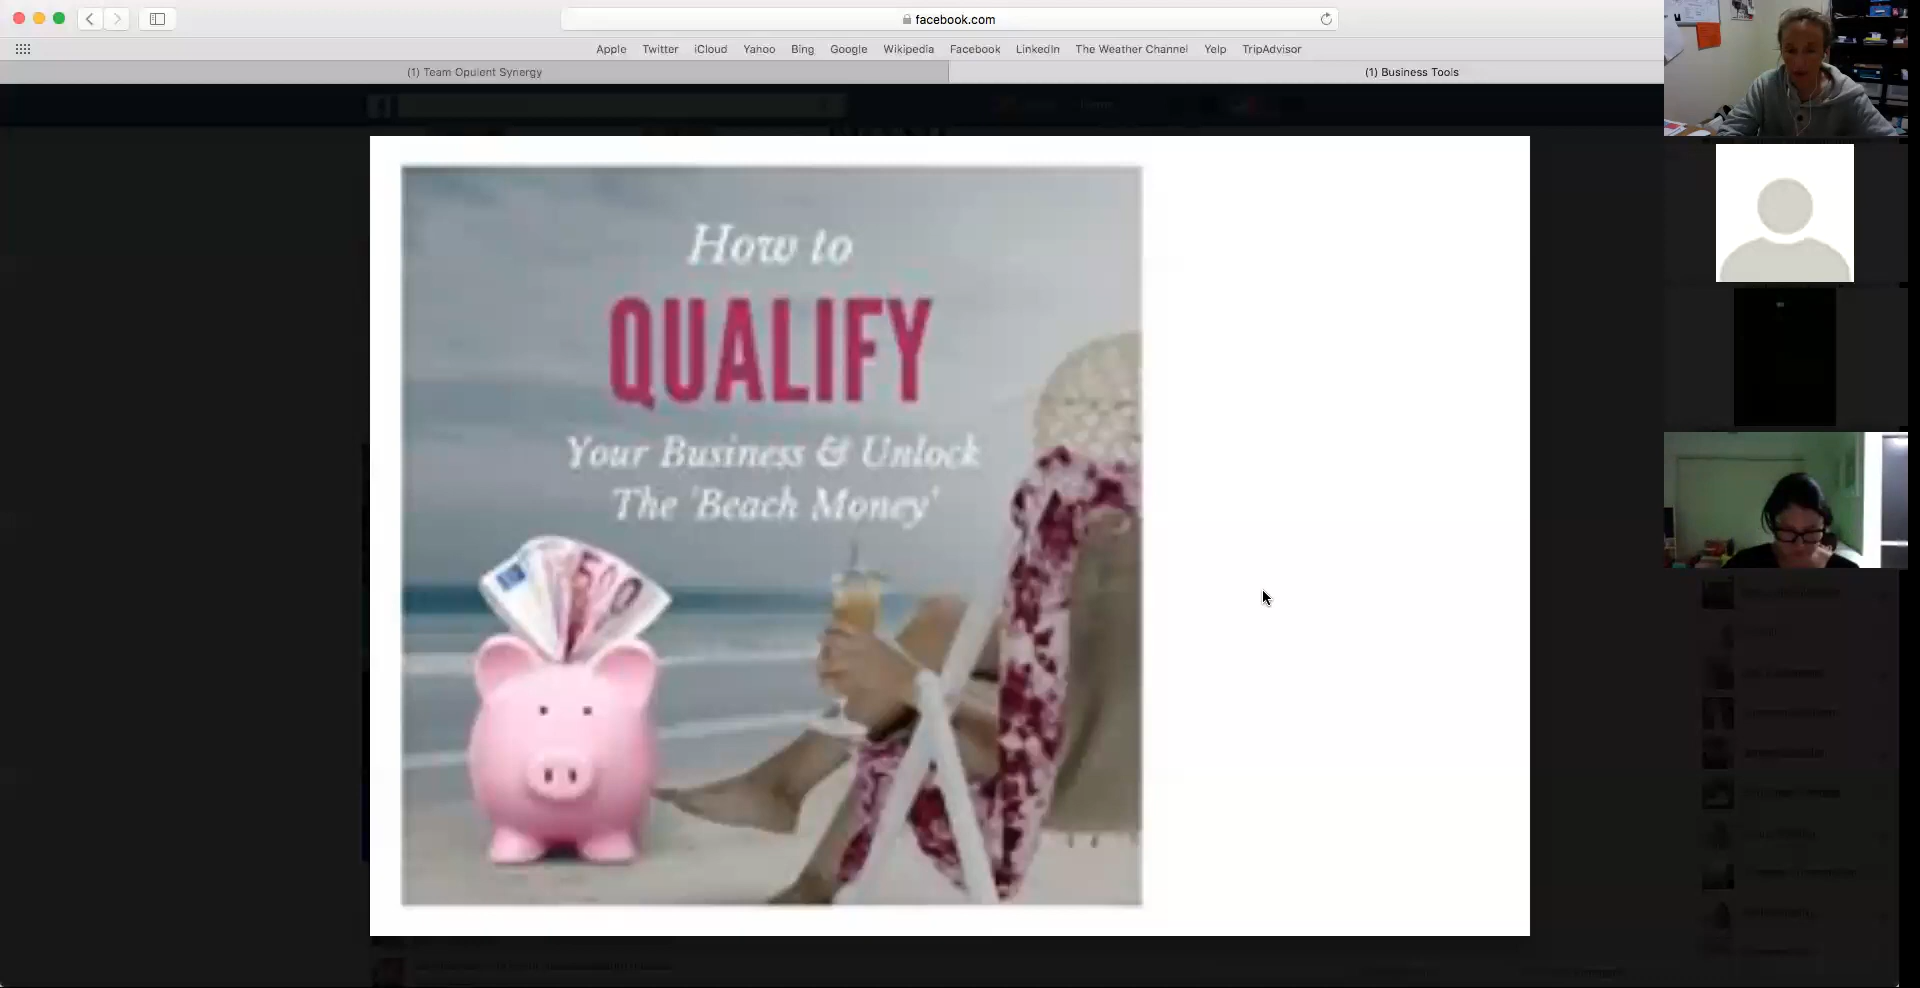 facebook.com
Apple Twitter iCloud Yahoo Bing Google Wikipedia Facebook LinkedIn The Weather Channel Yelp TripAdvisor
(1) Team Opulent Synergy (1) Business Tools
How to
QUALIFY
Your Business & Unlock
The 'Beach Money'